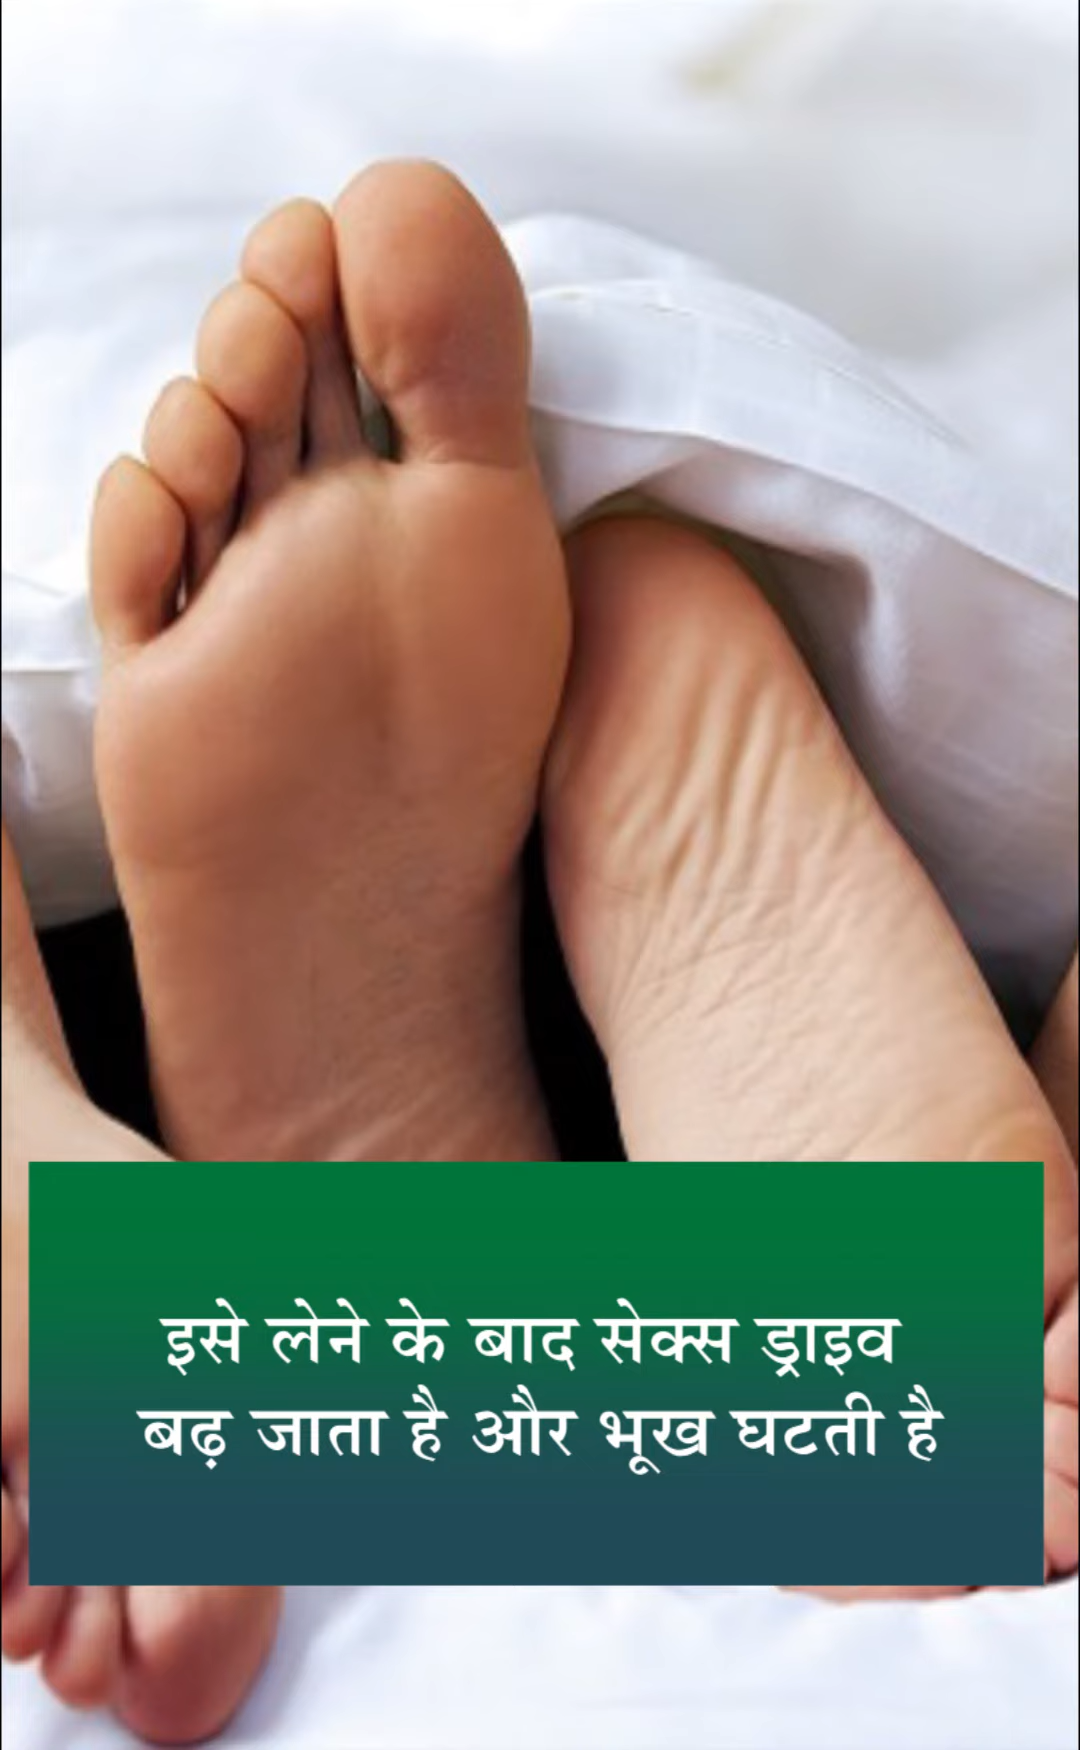 इसे लेने के बाद सेक्स ड्राइव
बढ़ जाता है और भूख घटती है